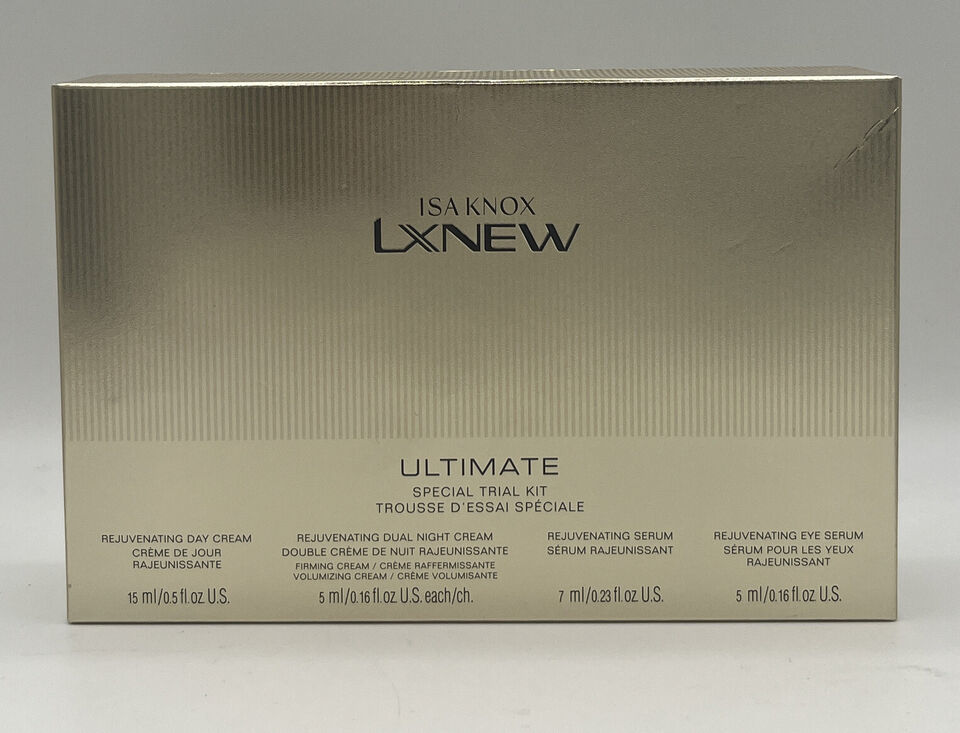 ISA KNOX
LXNEW
ULTIMATE
SPECIAL TRIAL KIT
TROUSSE D'ESSAI SPÉCIALE
REJUVENATING DAY CREAM
CRÈME DE JOUR
RAJEUNISSANTE
15 ml/0.5 fl.oz. U.S.
REJUVENATING DUAL NIGHT CREAM
DOUBLE CRÈME DE NUIT RAJEUNISSANTE
FIRMING CREAM / CRÈME RAFFERMISSANTE
VOLUMIZING CREAM / CRÈME VOLUMISANTE
5 ml/0.16 fl.oz. U.S. each/ch.
REJUVENATING SERUM
SÉRUM RAJEUNISSANT
7 ml/0.23 fl.oz. U.S.
REJUVENATING EYE SERUM
SÉRUM POUR LES YEUX
RAJEUNISSANT
5 ml/0.16 fl.oz. U.S.